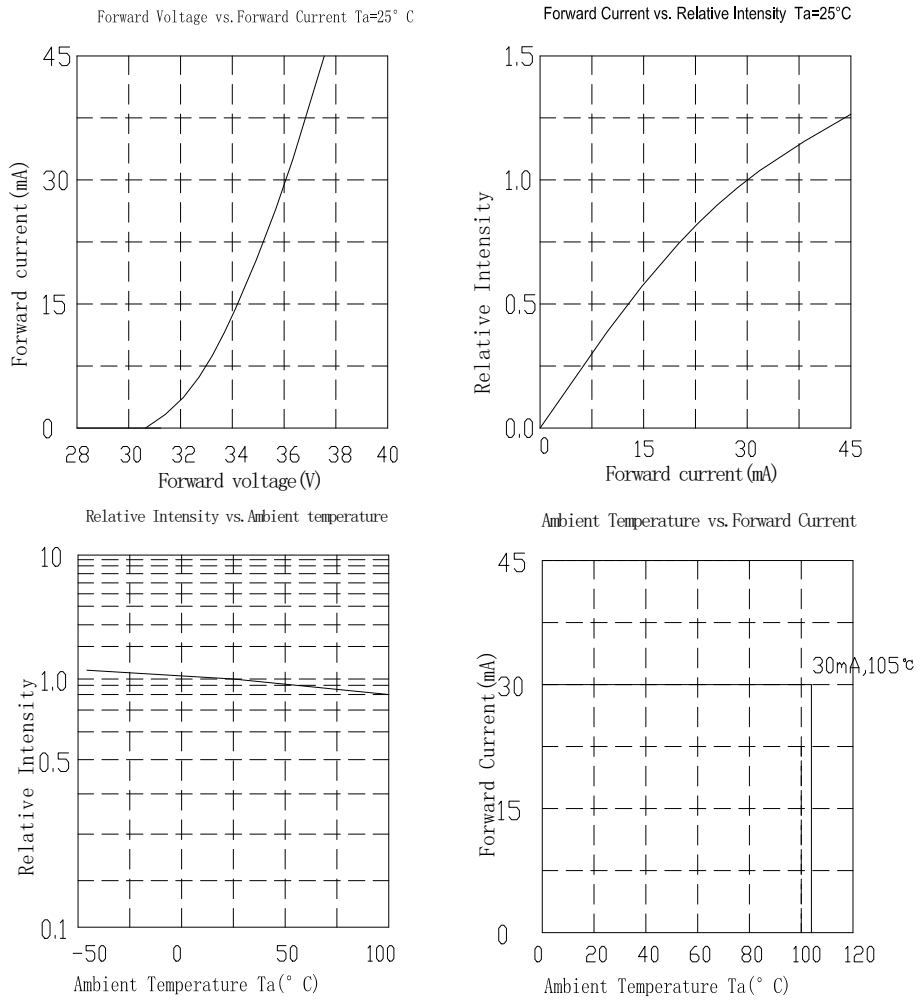 Forward Voltage vs.Forward Current Ta=25° C
45
30
15
0
Forward current(mA)
28 30 32 34 36 38 40
Forward voltage(V)
Forward Current vs. Relative Intensity Ta=25°C
1.5
1.0
0.5
0.0
Relative Intensity
0 15 30 45
Forward current(mA)
Relative Intensity vs.Ambient temperature
10
1.0
0.5
0.1
Relative Intensity
-50 0 50 100
Ambient Temperature Ta(° C)
Ambient Temperature vs.Forward Current
45
30
15
0
Forward Current(mA)
30mA,105℃
0 20 40 60 80 100 120
Ambient Temperature Ta(° C)